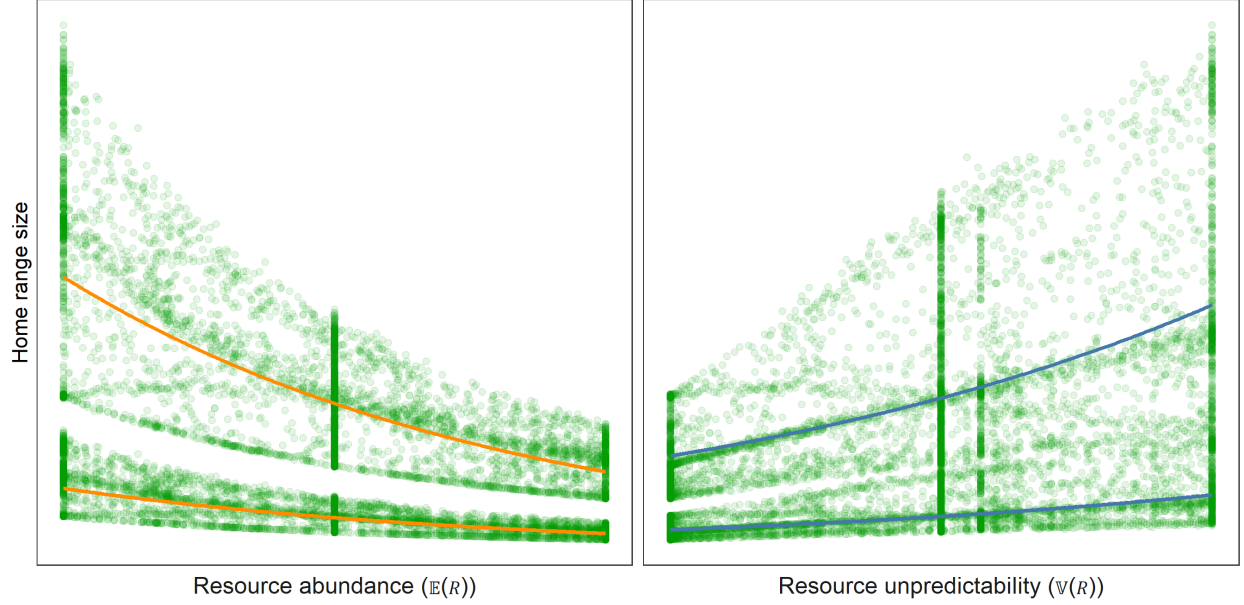 Home range size
Resource abundance (𝔼(R))
Resource unpredictability (𝕍(R))